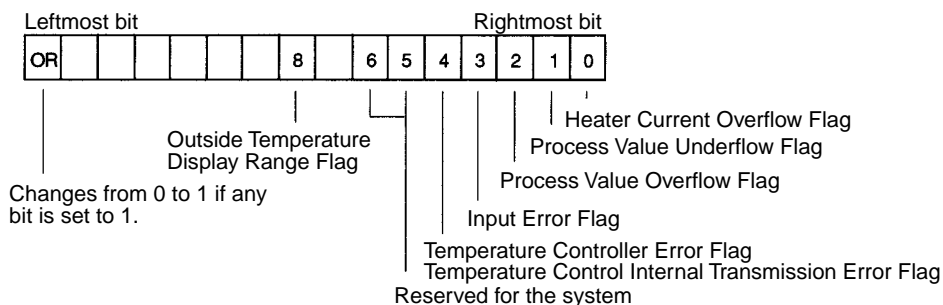 Leftmost bit
Rightmost bit
OR 8 6 5 4 3 2 1 0
Heater Current Overflow Flag
Outside Temperature
Display Range Flag
Process Value Underflow Flag
Process Value Overflow Flag
Changes from 0 to 1 if any
bit is set to 1.
Input Error Flag
Temperature Controller Error Flag
Temperature Control Internal Transmission Error Flag
Reserved for the system